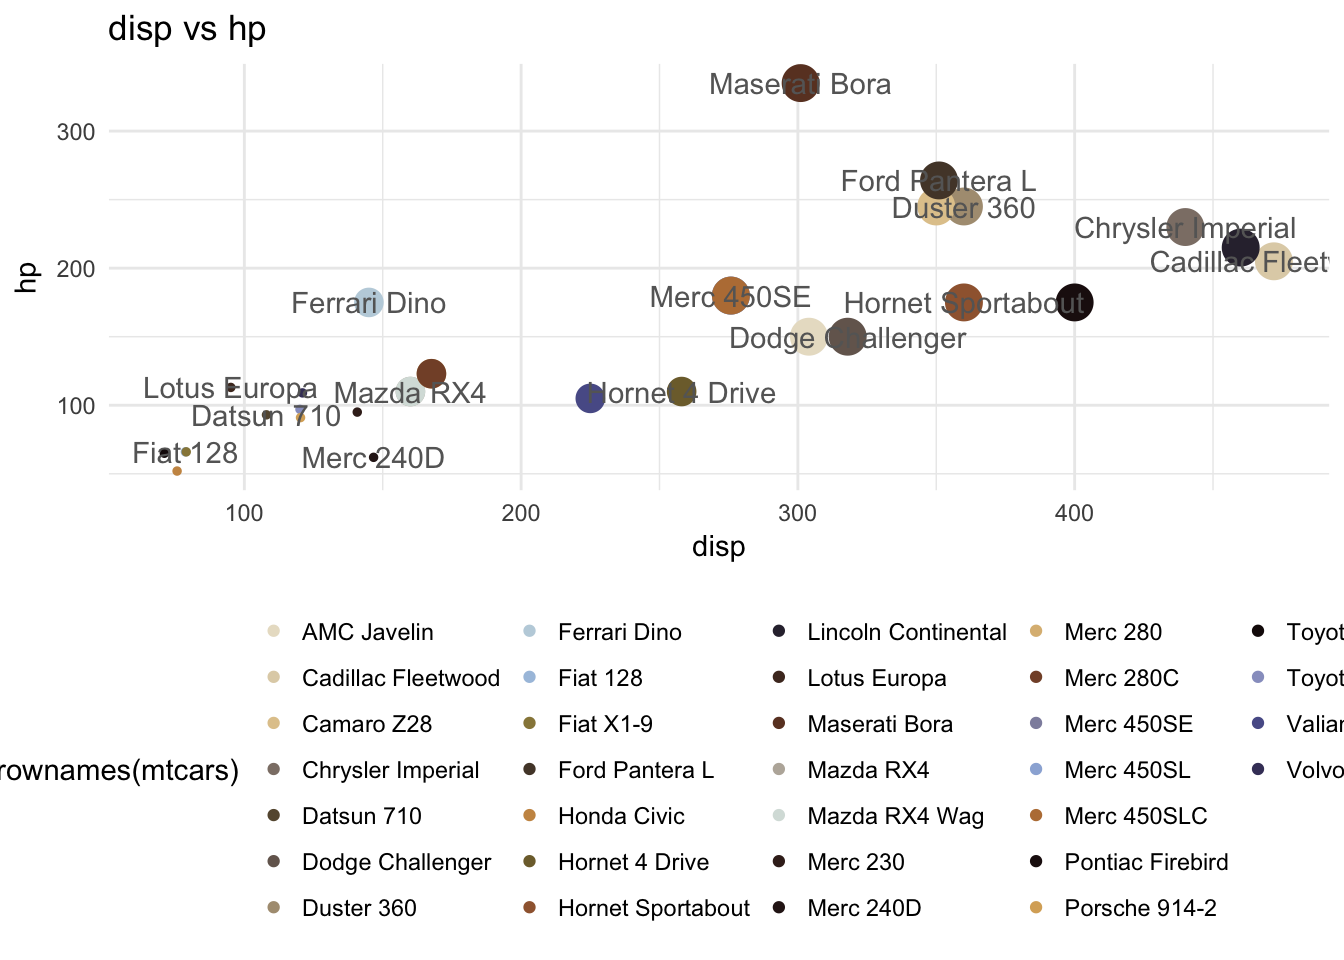 disp vs hp
Maserati Bora
300
Ford Pantera L
Duster 360
Chrysler Imperial
hp
200
Cadillac Fleetw
Merc 450SE
Ferrari Dino
Hornet Sportabout
Dodge Challenger
Lotus Europa
Mazda RX4
Hornet 4 Drive
100
Datsun 710
Fiat 128
Merc 240D
100 200 300 400
disp
AMC Javelin Ferrari Dino Lincoln Continental Merc 280 Toyot
Cadillac Fleetwood Fiat 128 Lotus Europa Merc 280C Toyot
Camaro Z28 Fiat X1-9 Maserati Bora Merc 450SE Valian
rownames(mtcars) Chrysler Imperial Ford Pantera L Mazda RX4 Merc 450SL Volvo
Datsun 710 Honda Civic Mazda RX4 Wag Merc 450SLC
Dodge Challenger Hornet 4 Drive Merc 230 Pontiac Firebird
Duster 360 Hornet Sportabout Merc 240D Porsche 914-2